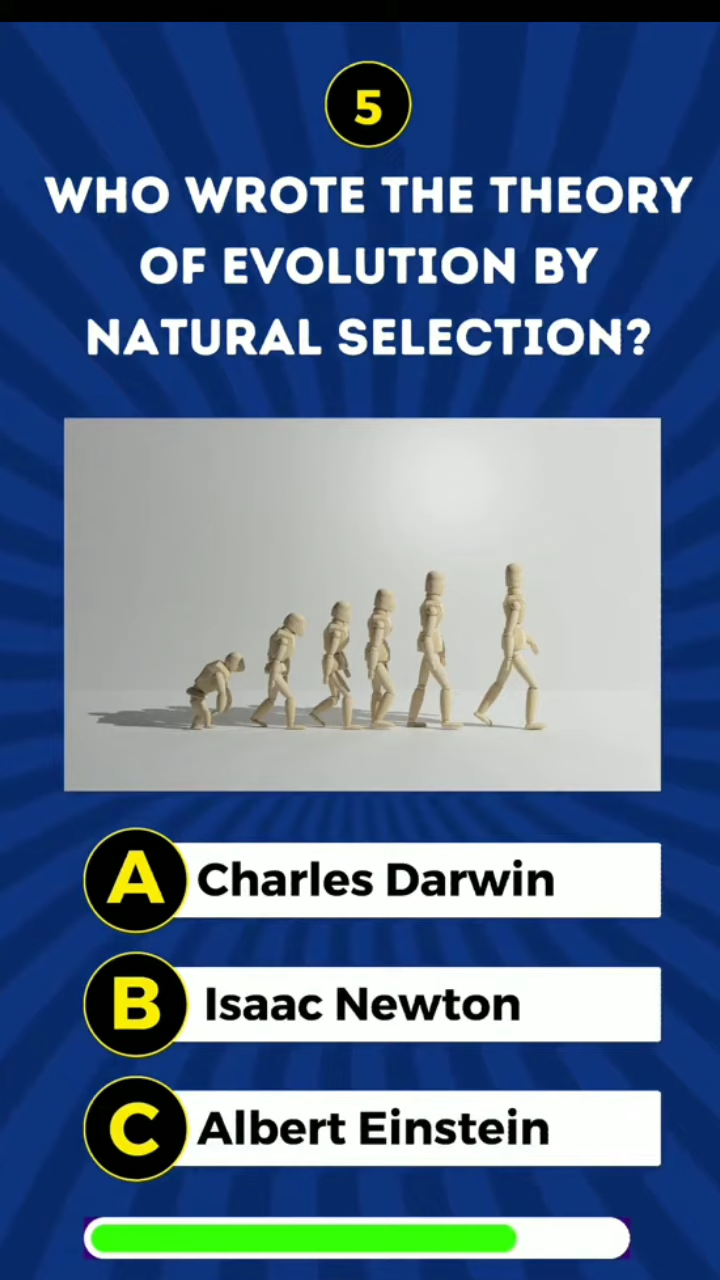 5
WHO WROTE THE THEORY
OF EVOLUTION BY
NATURAL SELECTION?
A Charles Darwin
B Isaac Newton
C Albert Einstein